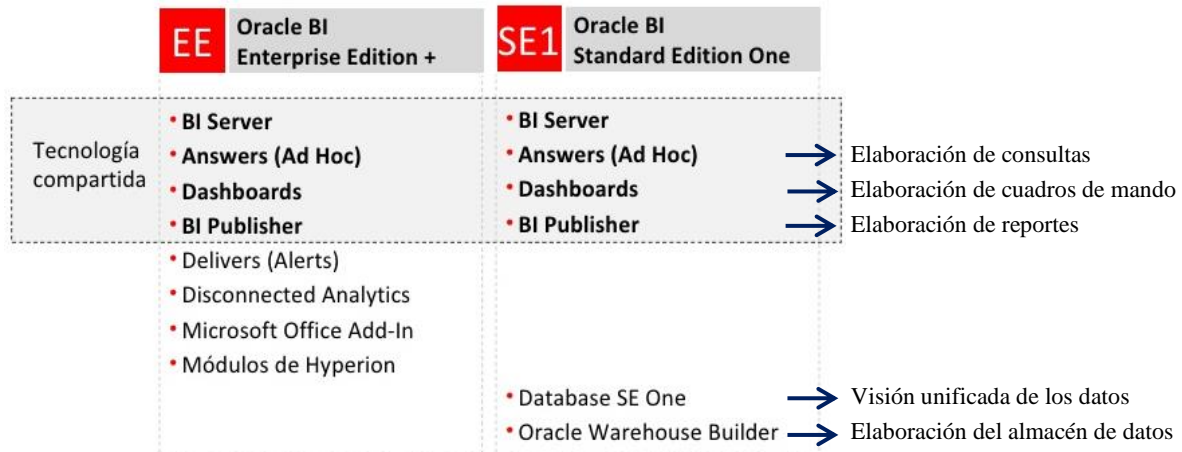 EE
Oracle BI
Enterprise Edition +
SE1
Oracle BI
Standard Edition One
Tecnología
compartida
• BI Server
• Answers (Ad Hoc)
• Dashboards
• BI Publisher
• Delivers (Alerts)
• Disconnected Analytics
• Microsoft Office Add-In
• Módulos de Hyperion
• BI Server
• Answers (Ad Hoc)
• Dashboards
• BI Publisher
• Database SE One
• Oracle Warehouse Builder
Elaboración de consultas
Elaboración de cuadros de mando
Elaboración de reportes
Visión unificada de los datos
Elaboración del almacén de datos